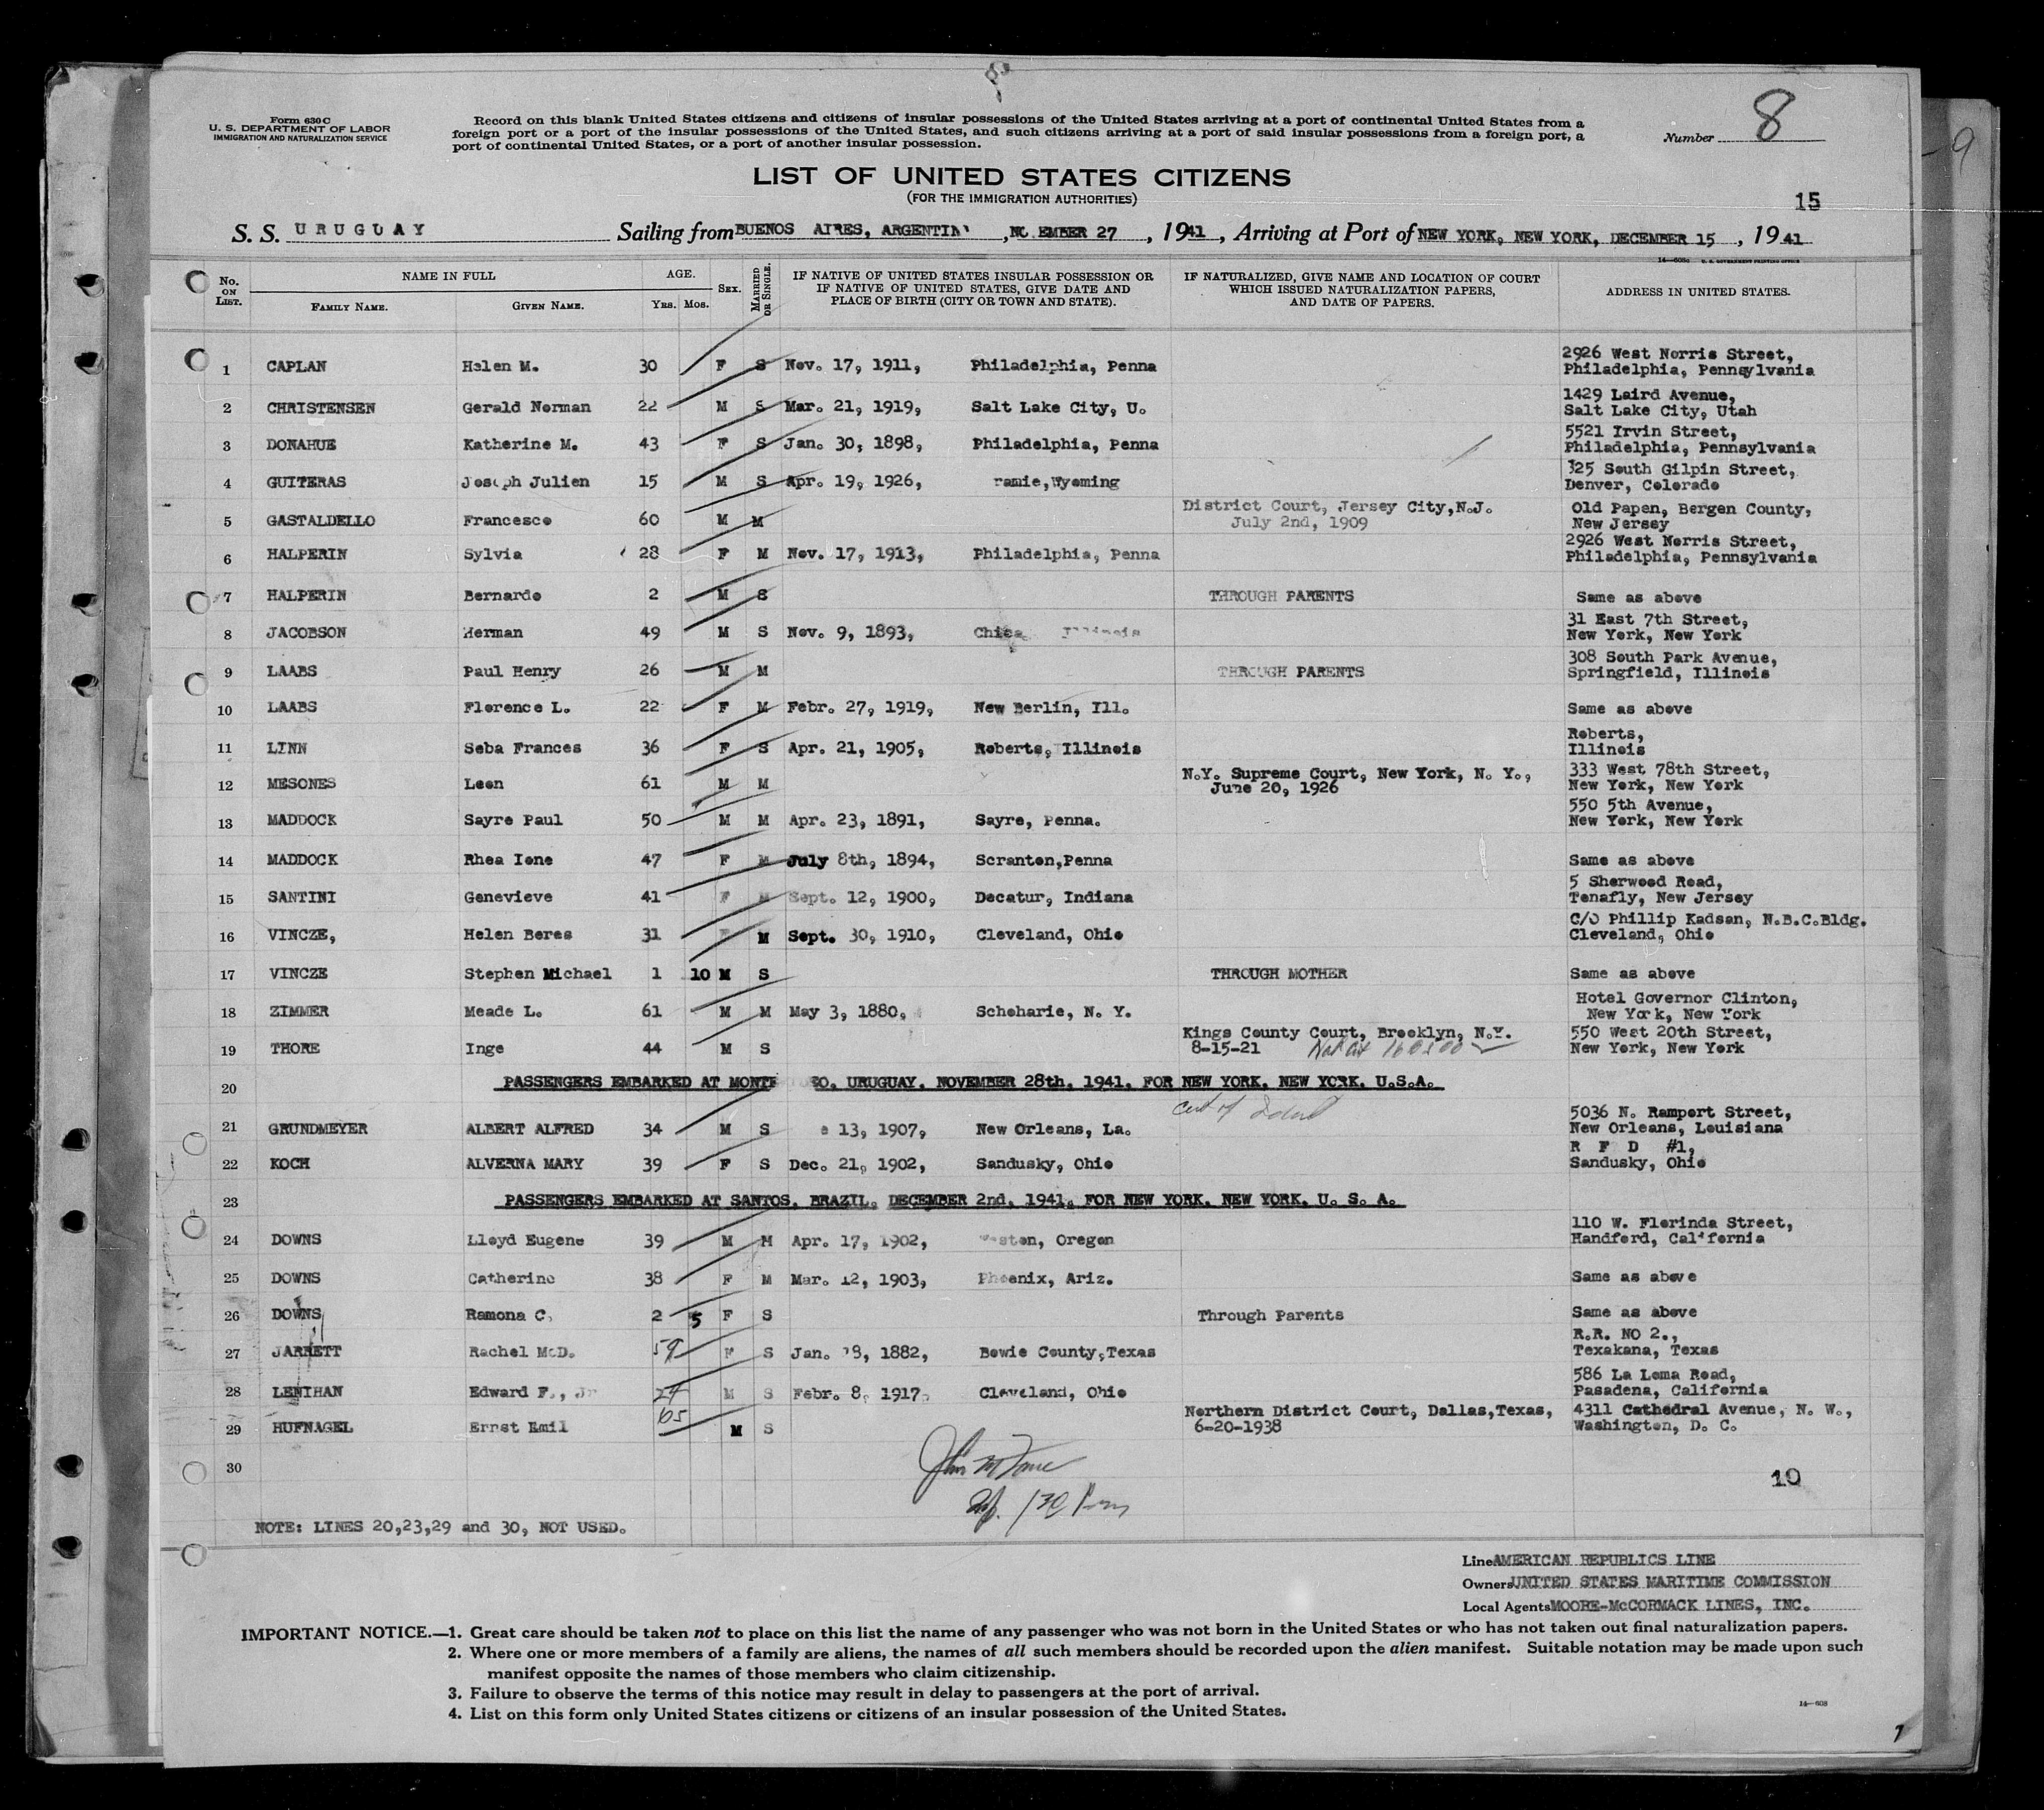 8
Form 630 C
U. S. DEPARTMENT OF LABOR
IMMIGRATION AND NATURALIZATION SERVICE
Record on this blank United States citizens and citizens of insular possessions of the United States arriving at a port of continental United States from a
foreign port or a port of the insular possessions of the United States, and such citizens arriving at a port of said insular possessions from a foreign port, a
port of continental United States, or a port of another insular possession.
Number 8
9
LIST OF UNITED STATES CITIZENS
(FOR THE IMMIGRATION AUTHORITIES)
15
S. S. URUGUAY Sailing from BUENOS AIRES, ARGENTIN , NO EMBER 27 , 1941 , Arriving at Port of NEW YORK, NEW YORK, DECEMBER 15 , 1941
14—608c U. S. GOVERNMENT PRINTING OFFICE
No. ON LIST. NAME IN FULL FAMILY NAME. GIVEN NAME. AGE. YRS. MOS. SEX. MARRIED OR SINGLE. IF NATIVE OF UNITED STATES INSULAR POSSESSION OR IF NATIVE OF UNITED STATES, GIVE DATE AND PLACE OF BIRTH (CITY OR TOWN AND STATE). IF NATURALIZED, GIVE NAME AND LOCATION OF COURT WHICH ISSUED NATURALIZATION PAPERS, AND DATE OF PAPERS. ADDRESS IN UNITED STATES.
1 CAPLAN Helen M. 30 F S Nov. 17, 1911, Philadelphia, Penna 2926 West Norris Street, Philadelphia, Pennsylvania
2 CHRISTENSEN Gerald Norman 22 M S Mar. 21, 1919, Salt Lake City, U. 1429 Laird Avenue, Salt Lake City, Utah
3 DONAHUE Katherine M. 43 F S Jan. 30, 1898, Philadelphia, Penna 5521 Irvin Street, Philadelphia, Pennsylvania
4 GUITERAS Joseph Julien 15 M S Apr. 19, 1926, ramie, Wyoming 325 South Gilpin Street, Denver, Colorado
5 GASTALDELLO Francesco 60 M M District Court, Jersey City, N.J. July 2nd, 1909 Old Papen, Bergen County, New Jersey
6 HALPERIN Sylvia 28 F M Nov. 17, 1913, Philadelphia, Penna 2926 West Norris Street, Philadelphia, Pennsylvania
7 HALPERIN Bernardo 2 M S THROUGH PARENTS Same as above
8 JACOBSON Herman 49 M S Nov. 9, 1893, Chica Illinois 31 East 7th Street, New York, New York
9 LAABS Paul Henry 26 M M THROUGH PARENTS 308 South Park Avenue, Springfield, Illinois
10 LAABS Florence L. 22 F M Febr. 27, 1919, New Berlin, Ill. Same as above
11 LINN Seba Frances 36 F S Apr. 21, 1905, Roberts, Illinois Roberts, Illinois
12 MESONES Leon 61 M M N.Y. Supreme Court, New York, N. Y., June 20, 1926 333 West 78th Street, New York, New York
13 MADDOCK Sayre Paul 50 M M Apr. 23, 1891, Sayre, Penna. 550 5th Avenue, New York, New York
14 MADDOCK Rhea Ione 47 F M July 8th, 1894, Scranton,Penna Same as above
15 SANTINI Genevieve 41 F M Sept. 12, 1900, Decatur, Indiana 5 Sherwood Road, Tenafly, New Jersey
16 VINCZE, Helen Beres 31 F M Sept. 30, 1910, Cleveland, Ohio C/O Phillip Kadsan, N.B.C.Bldg. Cleveland, Ohio
17 VINCZE Stephen Michael 1 10 M S THROUGH MOTHER Same as above
18 ZIMMER Meade L. 61 M M May 3, 1880, Schoharie, N. Y. Hotel Governor Clinton, New York, New York
19 THORE Inge 44 M S Kings County Court, Brooklyn, N.Y. 8-15-21 550 West 20th Street, New York, New York
20 PASSENGERS EMBARKED AT MONTE EO, URUGUAY, NOVEMBER 28th, 1941, FOR NEW YORK, NEW YORK, U.S.A.
21 GRUNDMEYER ALBERT ALFRED 34 M S e 13, 1907, New Orleans, La. 5036 N. Rampart Street, New Orleans, Louisiana
22 KOCH ALVERNA MARY 39 F S Dec. 21, 1902, Sandusky, Ohio R F D #1, Sandusky, Ohio
23 PASSENGERS EMBARKED AT SANTOS, BRAZIL, DECEMBER 2nd, 1941, FOR NEW YORK, NEW YORK, U. S. A.
24 DOWNS Lloyd Eugene 39 M M Apr. 17, 1902, Weston, Oregon 110 W. Florinda Street, Handford, California
25 DOWNS Catherine 38 F M Mar. 12, 1903, Phoenix, Ariz. Same as above
26 DOWNS Ramona C. 2 5 F S Through Parents Same as above
27 JARRETT Rachel McD. 59 F S Jan. 8, 1882, Bowie County,Texas R.R. NO 2., Texakana, Texas
28 LENIHAN Edward F., Jr 24 M S Febr. 8, 1917, Cleveland, Ohio 586 La Loma Road, Pasadena, California
29 HUFNAGEL Ernst Emil 65 M S Northern District Court, Dallas,Texas, 6-20-1938 4311 Cathedral Avenue, N. W., Washington, D. C.
30
10
NOTE: LINES 20,23,29 and 30, NOT USED.
Line AMERICAN REPUBLICS LINE
Owners UNITED STATES MARITIME COMMISSION
Local Agents MOORE-McCORMACK LINES, INC.
IMPORTANT NOTICE.—1. Great care should be taken not to place on this list the name of any passenger who was not born in the United States or who has not taken out final naturalization papers.
2. Where one or more members of a family are aliens, the names of all such members should be recorded upon the alien manifest. Suitable notation may be made upon such
manifest opposite the names of those members who claim citizenship.
3. Failure to observe the terms of this notice may result in delay to passengers at the port of arrival.
4. List on this form only United States citizens or citizens of an insular possession of the United States.
14—608